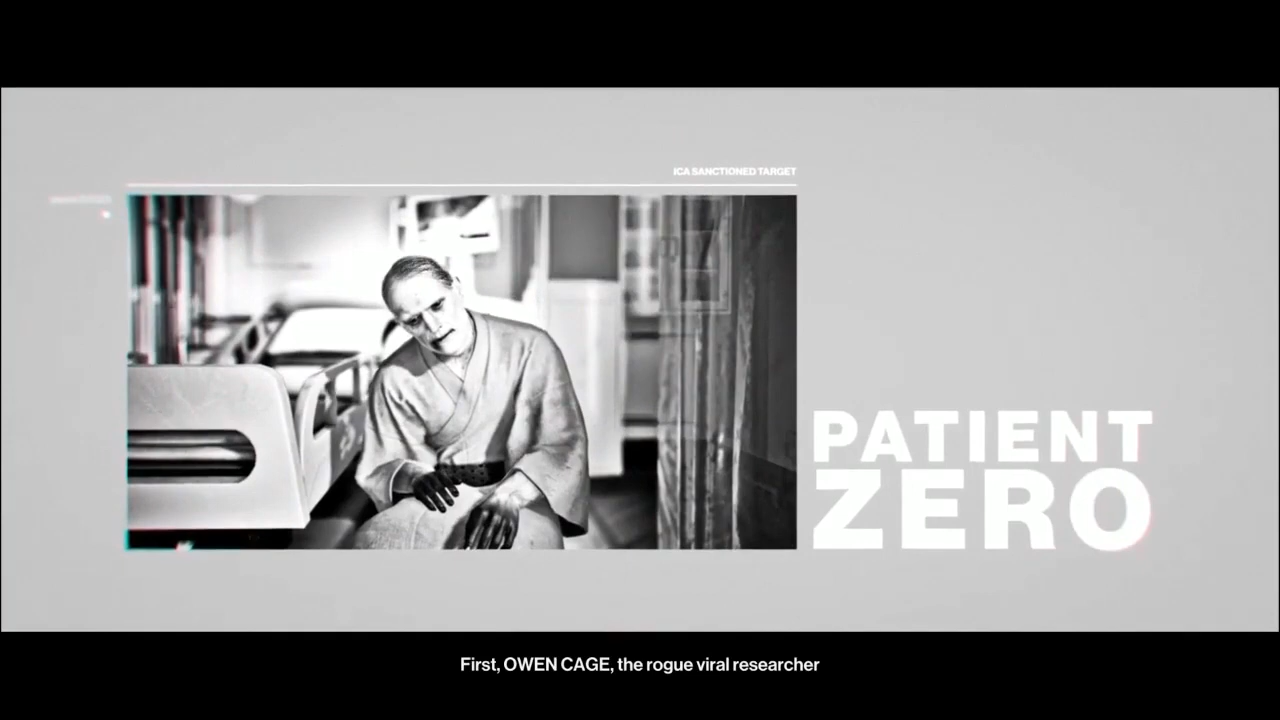 ICA SANCTIONED TARGET
PATIENT
ZERO
First, OWEN CAGE, the rogue viral researcher